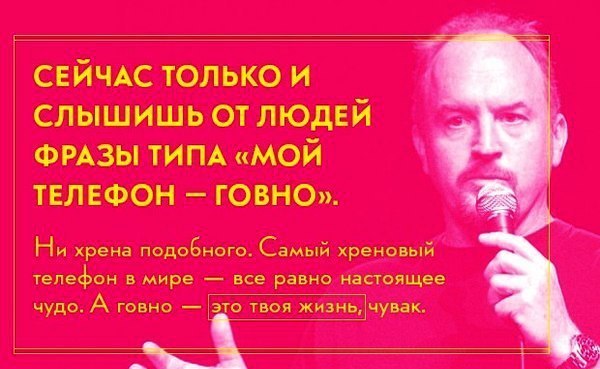 СЕЙЧАС ТОЛЬКО И
СЛЫШИШЬ ОТ ЛЮДЕЙ
ФРАЗЫ ТИПА «МОЙ
ТЕЛЕФОН — ГОВНО».
Ни хрена подобного. Самый хреновый
телефон в мире — все равно настоящее
чудо. А говно — это твоя жизнь, чувак.